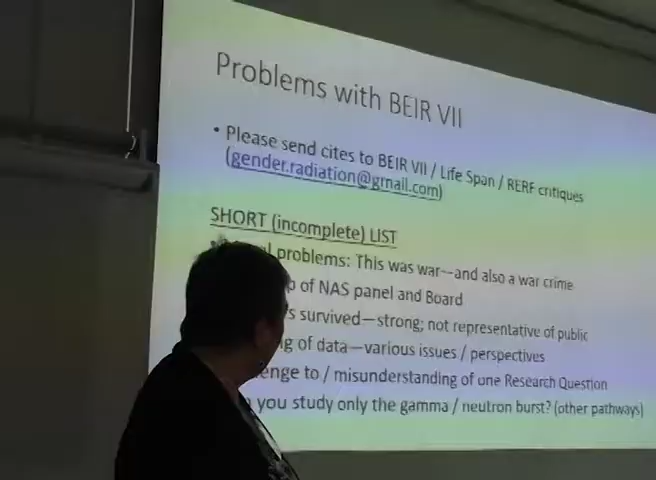 Problems with BEIR VII
• Please send cites to BEIR VII / Life Span / RERF critiques
(gender.radiation@gmail.com)
SHORT (incomplete) LIST
problems: This was war—and also a war crime
of NAS panel and Board
survived—strong; not representative of public
of data—various issues / perspectives
to / misunderstanding of one Research Question
you study only the gamma / neutron burst? (other pathways)